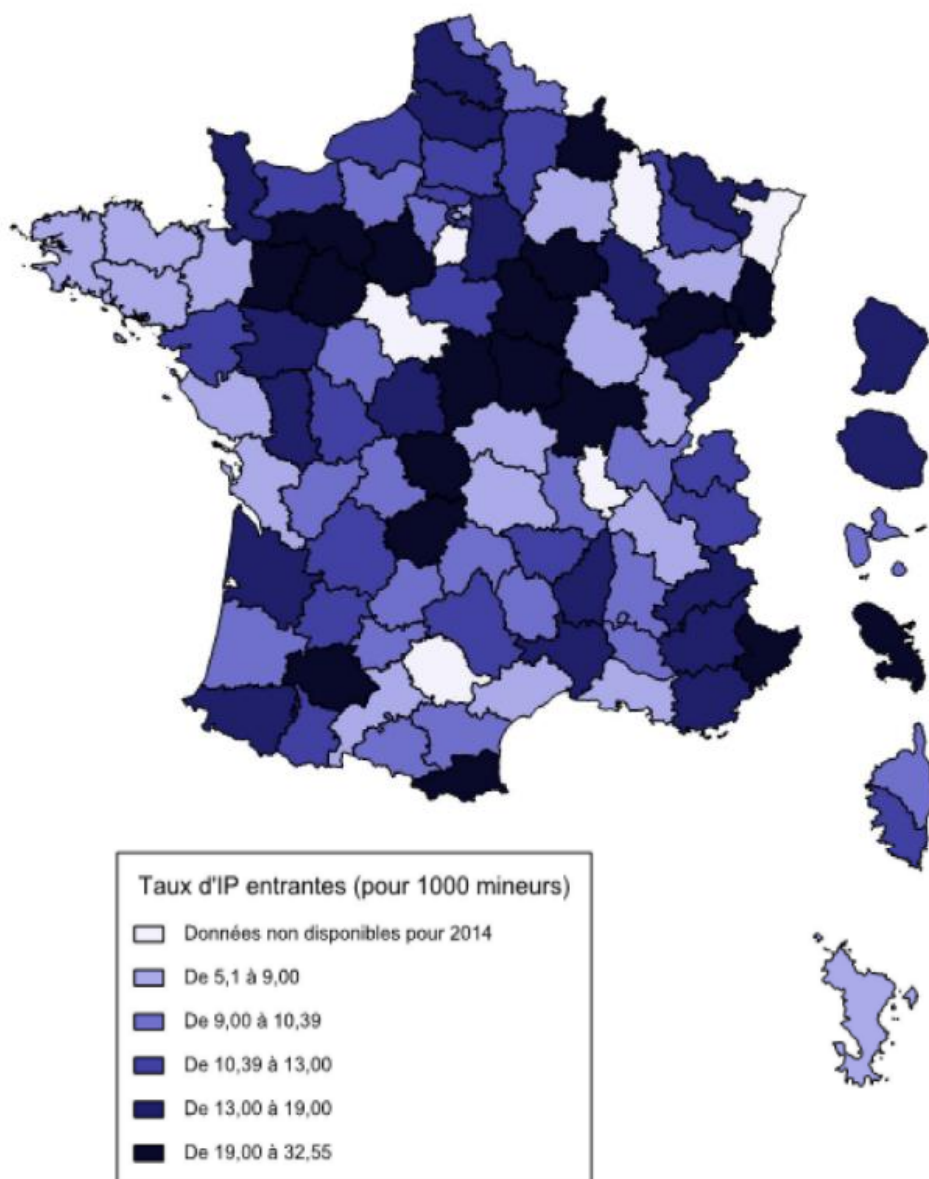 Taux d'IP entrantes (pour 1000 mineurs)
Données non disponibles pour 2014
De 5,1 à 9,00
De 9,00 à 10,39
De 10,39 à 13,00
De 13,00 à 19,00
De 19,00 à 32,55